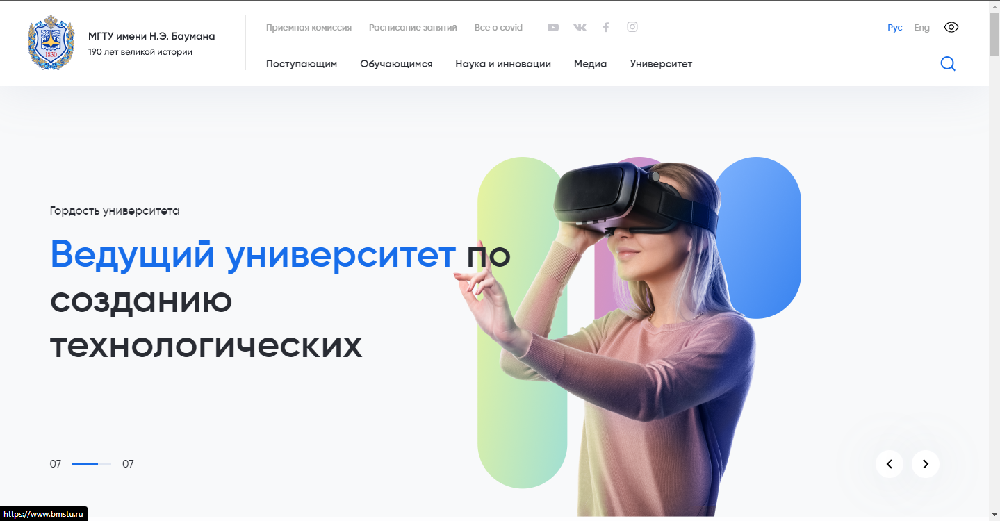 МГТУ имени Н.Э. Баумана
190 лет великой истории
1830
Приемная комиссия
Расписание занятий
Все о covid
Рус
Eng
Поступающим
Обучающимся
Наука и инновации
Медиа
Университет
Гордость университета
Ведущий университет по
созданию
технологических
07
07
https://www.bmstu.ru